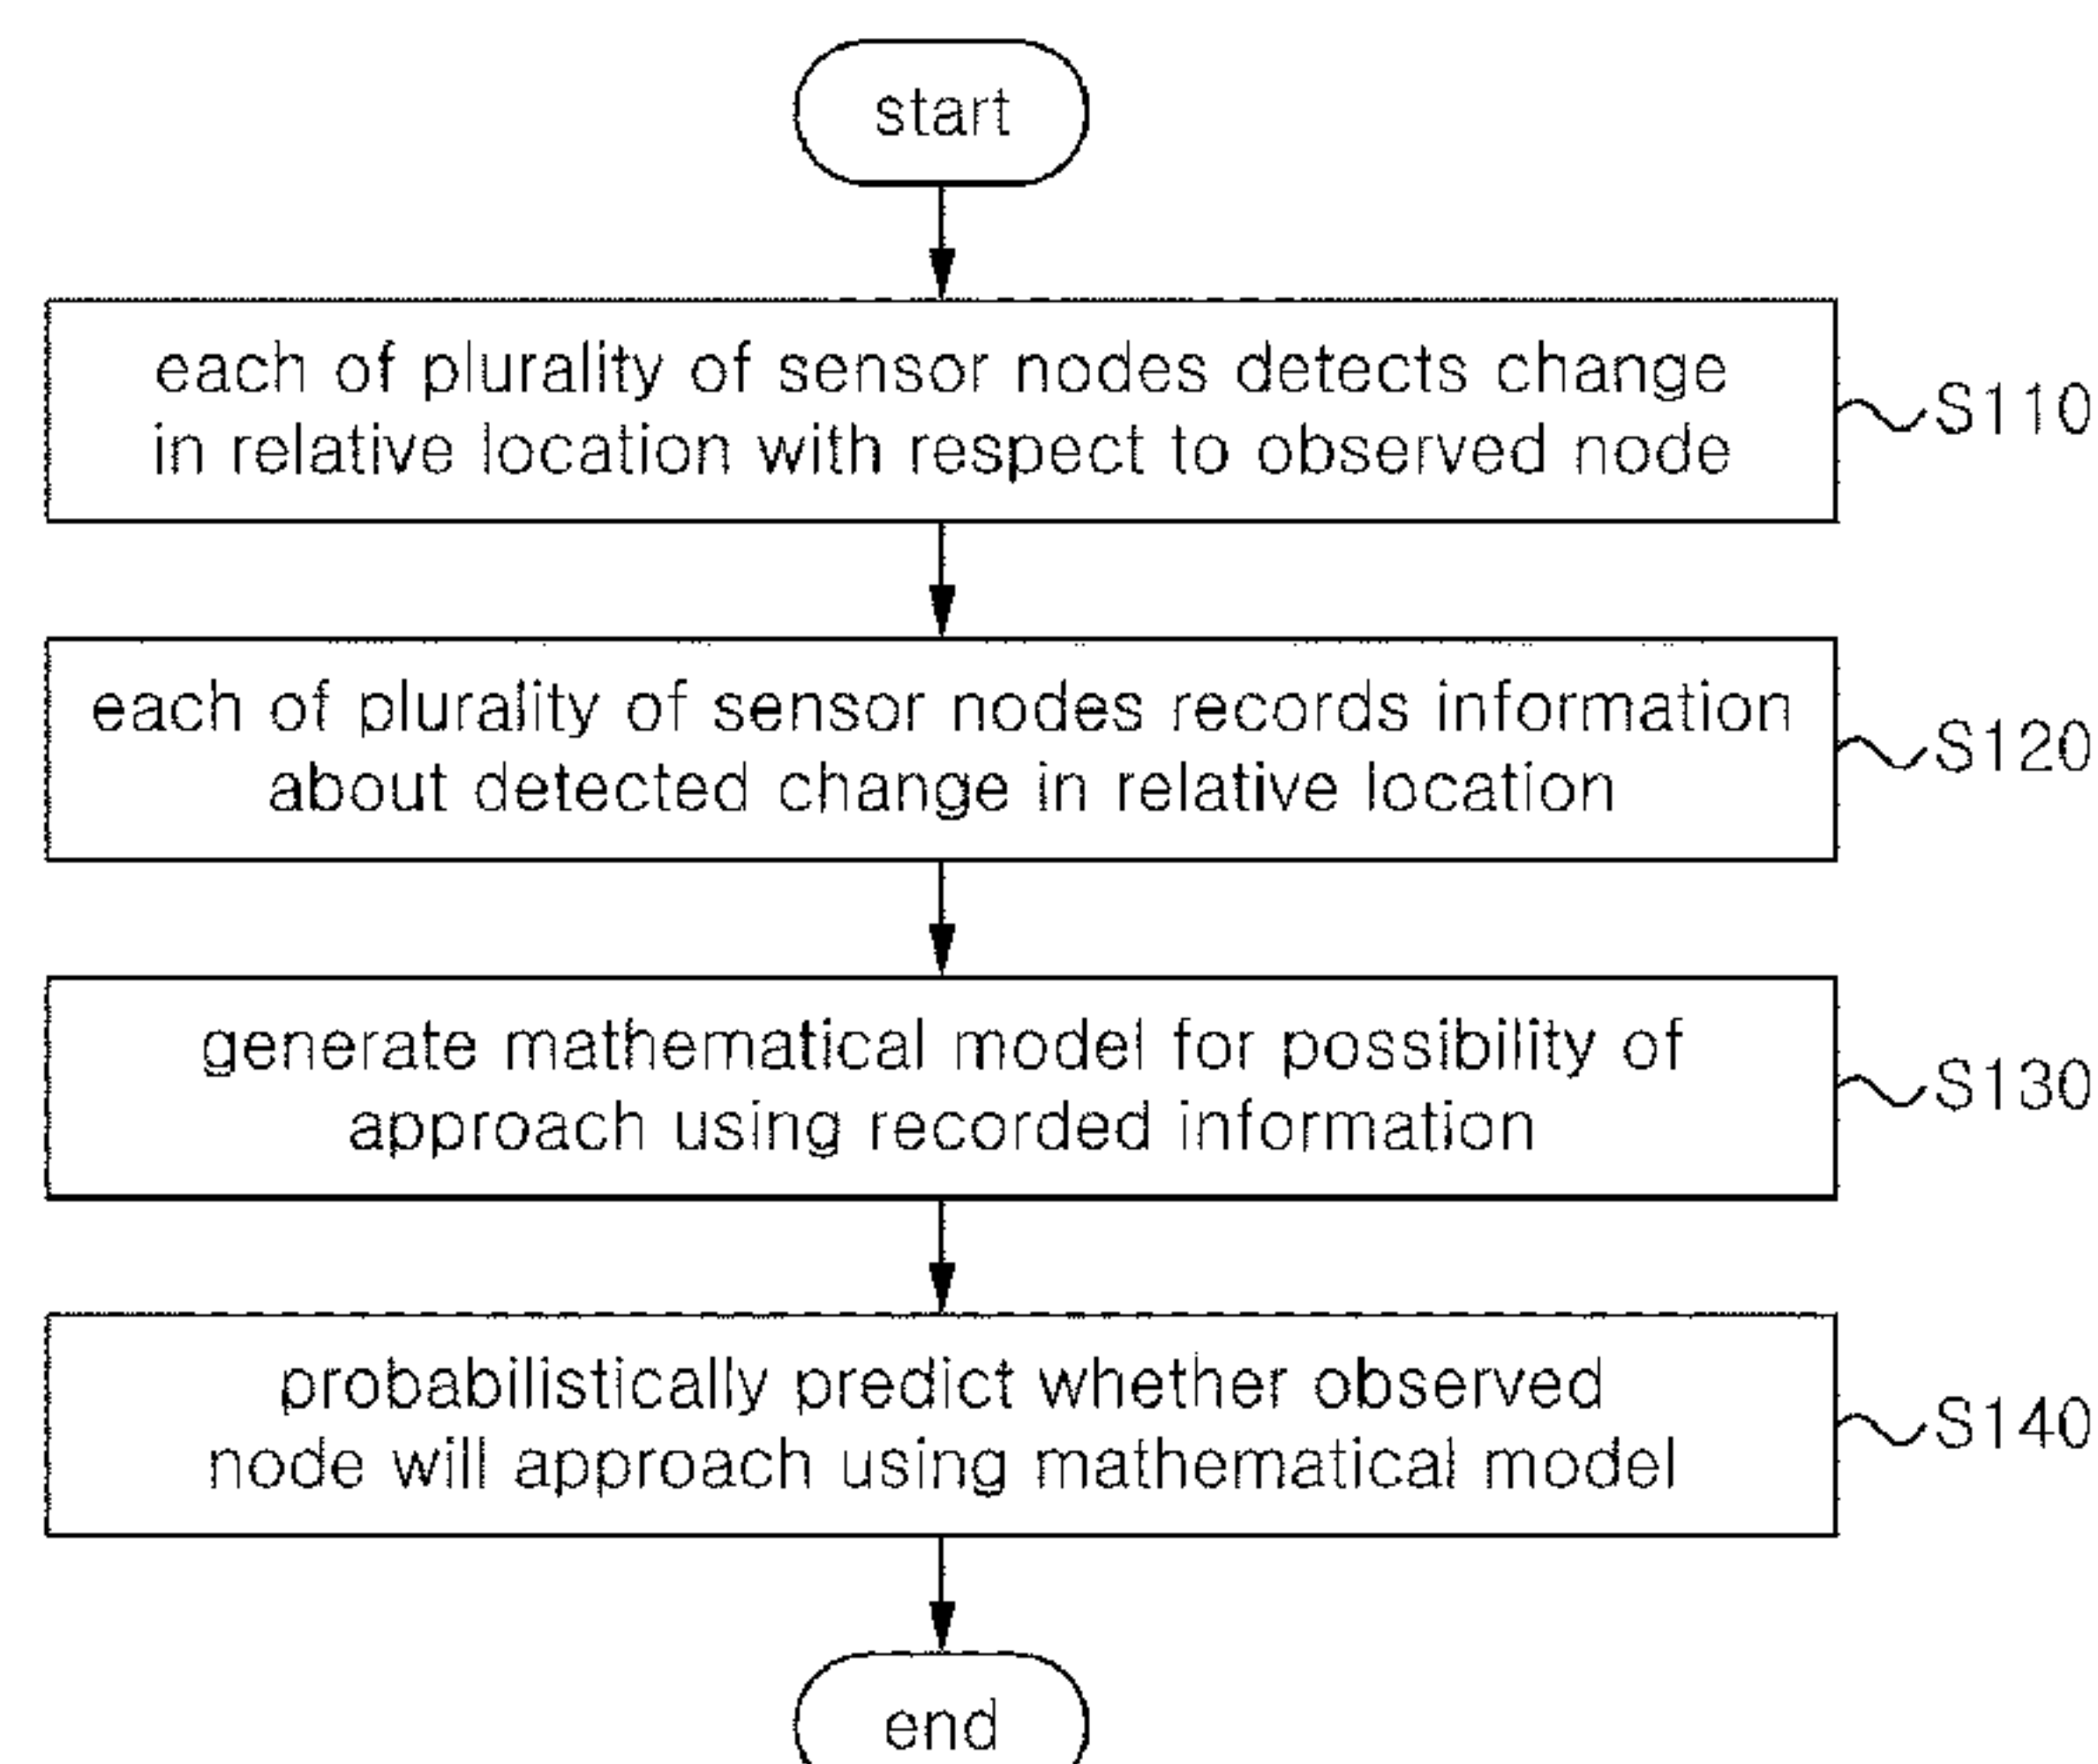 start
each of plurality of sensor nodes detects change
in relative location with respect to observed node
S110
each of plurality of sensor nodes records information
about detected change in relative location
S120
generate mathematical model for possibility of
approach using recorded information
S130
probabilistically predict whether observed
node will approach using mathematical model
S140
end